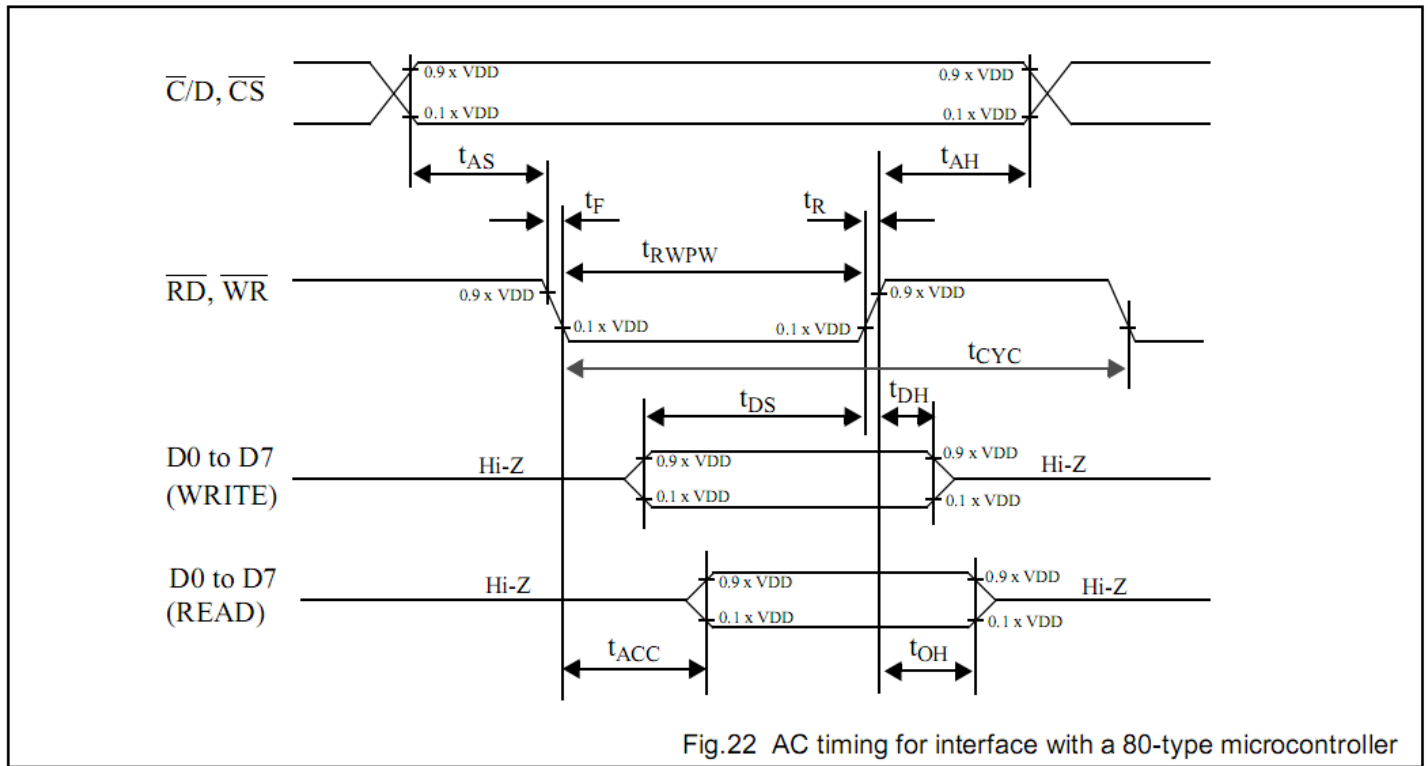 C̅/D, C̅S̅
0.9 x VDD
0.9 x VDD
0.1 x VDD
0.1 x VDD
tAS
tAH
tF
tR
tRWPW
R̅D̅, W̅R̅
0.9 x VDD
0.9 x VDD
0.1 x VDD
0.1 x VDD
tCYC
tDS
tDH
D0 to D7
(WRITE)
Hi-Z
0.9 x VDD
0.9 x VDD
Hi-Z
0.1 x VDD
0.1 x VDD
D0 to D7
(READ)
Hi-Z
0.9 x VDD
0.9 x VDD
Hi-Z
0.1 x VDD
0.1 x VDD
tACC
tOH
Fig.22 AC timing for interface with a 80-type microcontroller